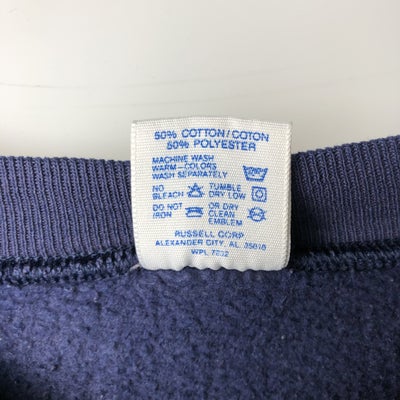 50% COTTON/COTON
50% POLYESTER
MACHINE WASH
WARM-COLORS
WASH SEPARATELY
NO BLEACH TUMBLE DRY LOW
DO NOT IRON OR DRY CLEAN EMBLEM
RUSSELL CORP
ALEXANDER CITY, AL. 35010
WPL 7832